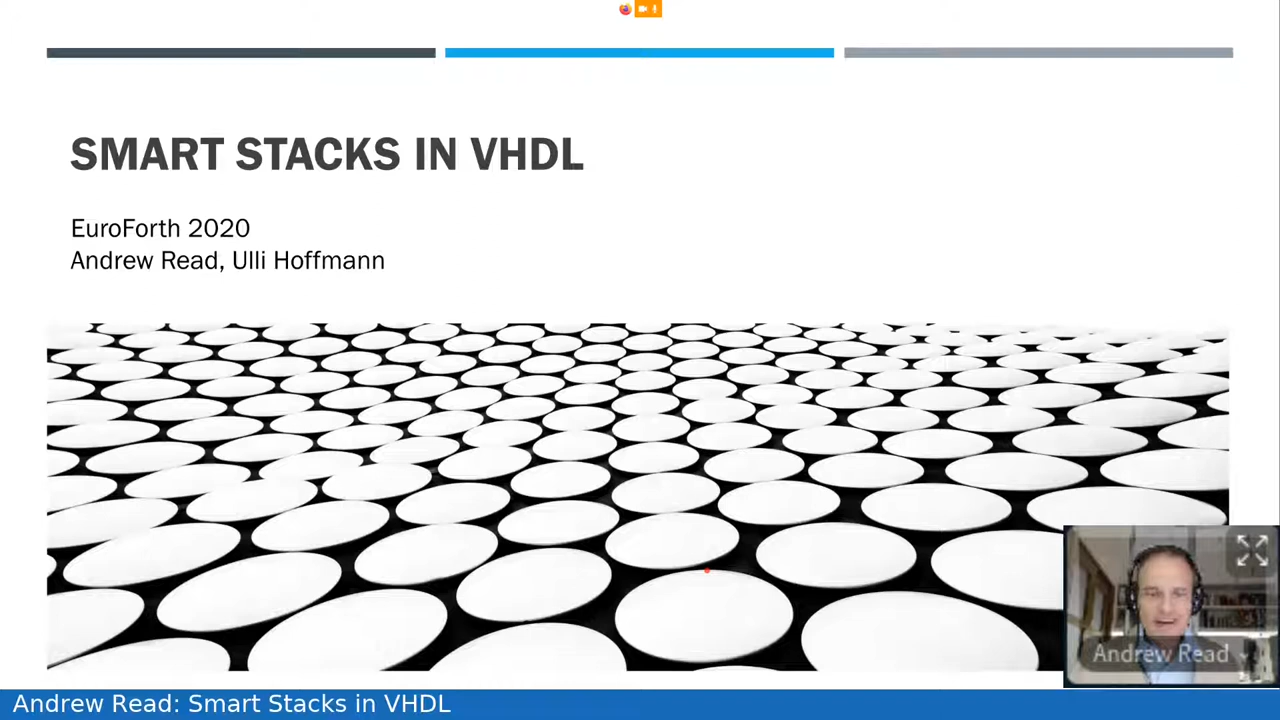 SMART STACKS IN VHDL
EuroForth 2020
Andrew Read, Ulli Hoffmann
Andrew Read
Andrew Read: Smart Stacks in VHDL